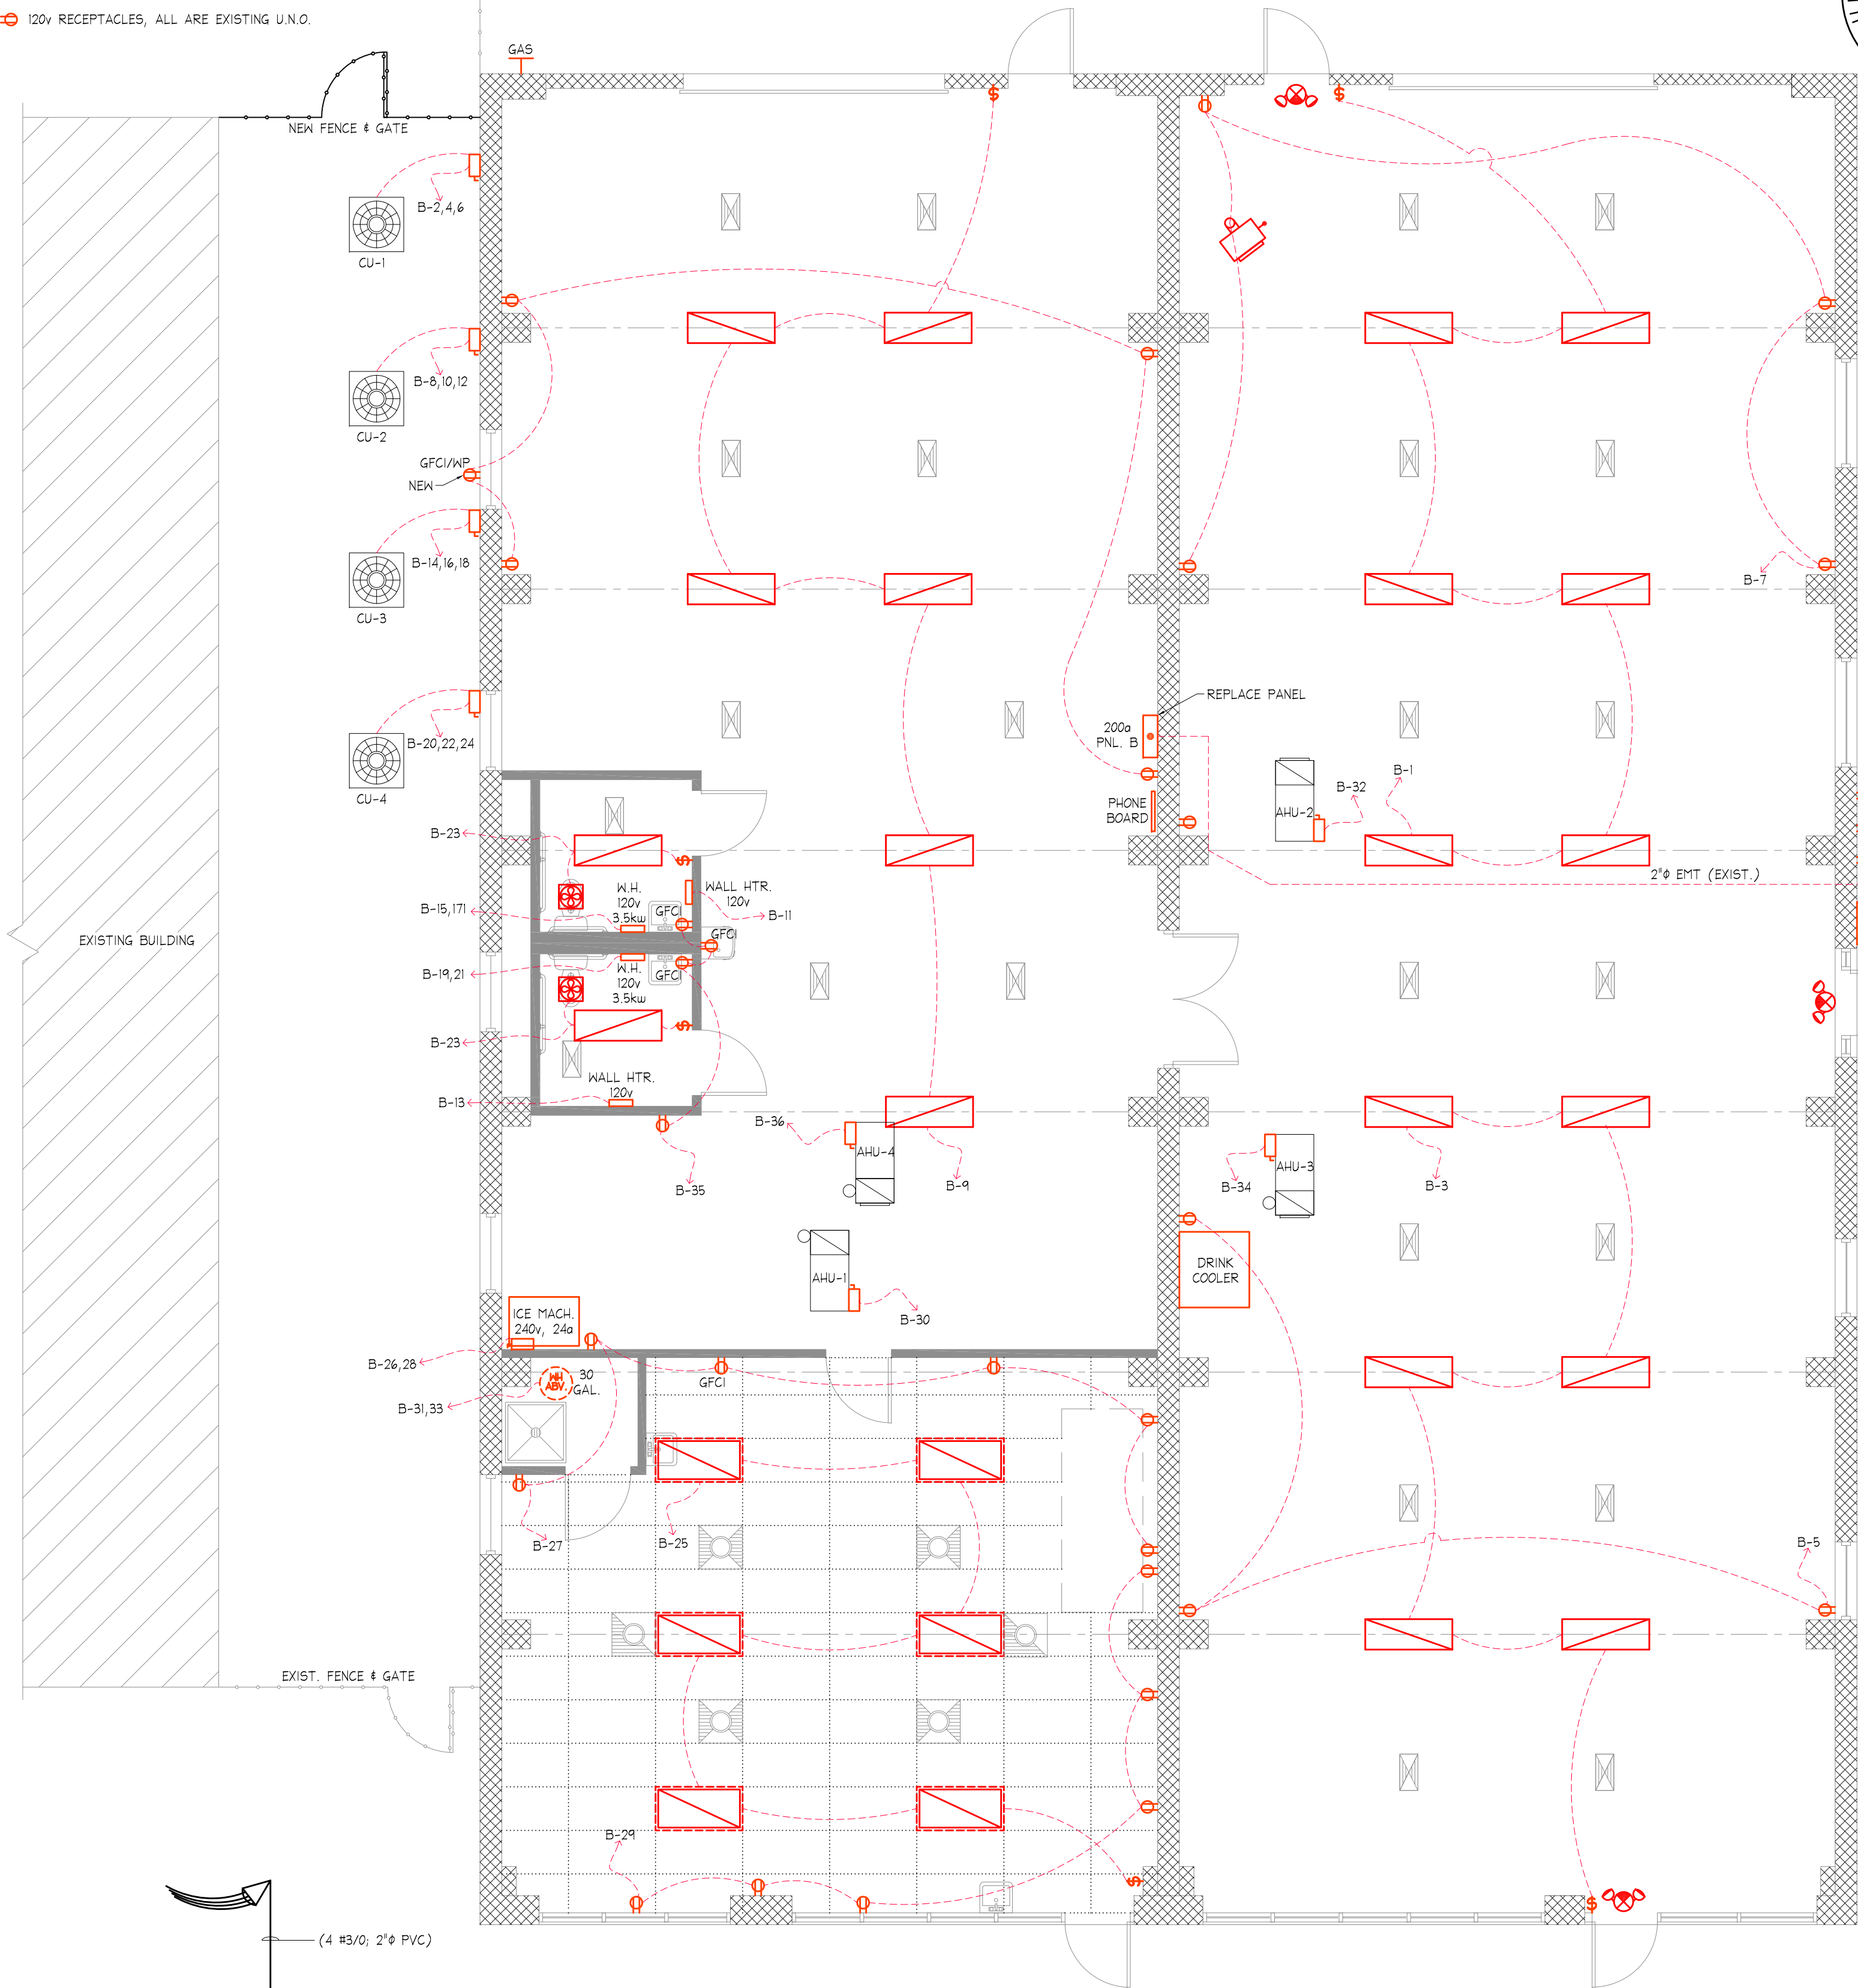 120v RECEPTACLES, ALL ARE EXISTING U.N.O.
GAS
NEW FENCE & GATE
B-2,4,6
CU-1
B-8,10,12
CU-2
GFCI/WP
NEW
B-14,16,18
CU-3
B-7
B-20,22,24
CU-4
REPLACE PANEL
200a
PNL. B
PHONE
BOARD
AHU-2
B-32
B-1
2"Φ EMT (EXIST.)
B-23
W.H.
120v
3.5kw
GFCI
WALL HTR.
120v
B-15,171
B-11
GFCI
EXISTING BUILDING
B-19,21
W.H.
120v
3.5kw
GFCI
B-23
WALL HTR.
120v
B-13
B-36
AHU-4
B-35
B-9
AHU-3
B-34
B-3
DRINK
COOLER
AHU-1
B-30
ICE MACH.
240v, 24a
B-26,28
WH
ABV.
30
GAL.
GFCI
B-31,33
B-27
B-25
B-5
EXIST. FENCE & GATE
B-29
(4 #3/0; 2"Φ PVC)
$
$
$
$
$
$